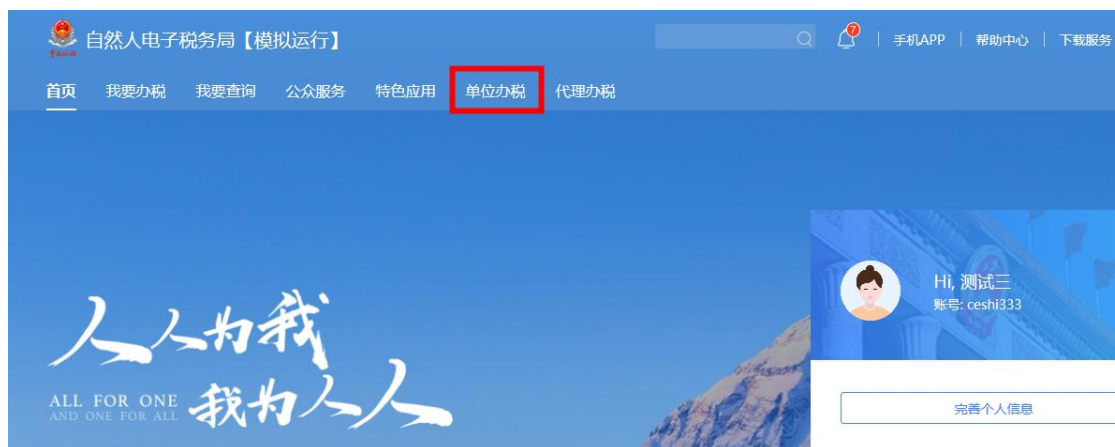 自然人电子税务局【模拟运行】
7
手机APP
帮助中心
下载服务
首页
我要办税
我要查询
公众服务
特色应用
单位办税
代理办税
Hi, 测试三
账号: ceshi333
人人为我
ALL FOR ONE
AND ONE FOR ALL
我为人人
完善个人信息